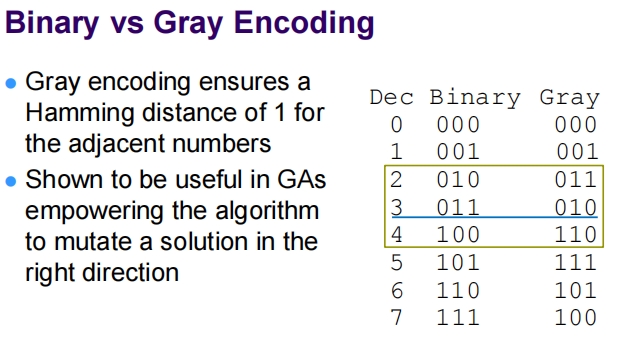 Binary vs Gray Encoding
Gray encoding ensures a
Hamming distance of 1 for
the adjacent numbers
Shown to be useful in GAs
empowering the algorithm
to mutate a solution in the
right direction
Dec Binary Gray
0 000 000
1 001 001
2 010 011
3 011 010
4 100 110
5 101 111
6 110 101
7 111 100